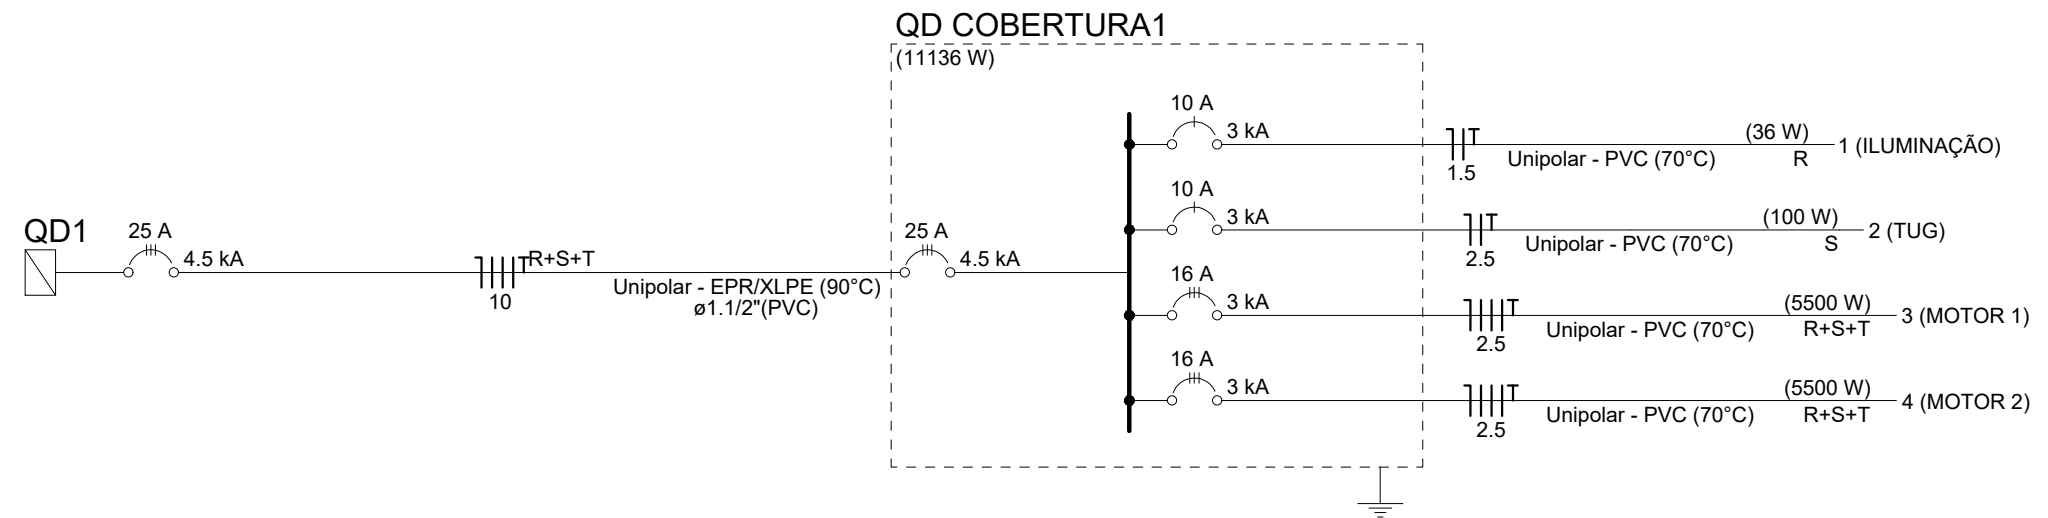 QD COBERTURA1
(11136 W)
10 A
3 kA
1.5
Unipolar - PVC (70°C)
(36 W)
R
1 (ILUMINAÇÃO)
10 A
3 kA
2.5
Unipolar - PVC (70°C)
(100 W)
S
2 (TUG)
QD1
25 A
4.5 kA
10
T
R+S+T
Unipolar - EPR/XLPE (90°C)
ø1.1/2"(PVC)
25 A
4.5 kA
16 A
3 kA
2.5
Unipolar - PVC (70°C)
(5500 W)
R+S+T
3 (MOTOR 1)
16 A
3 kA
2.5
Unipolar - PVC (70°C)
(5500 W)
R+S+T
4 (MOTOR 2)